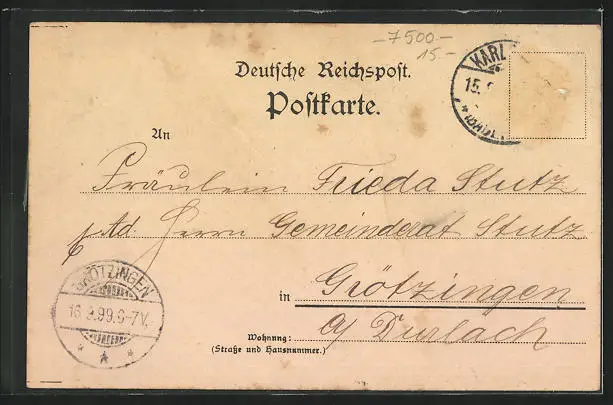 -7500.-
15.-
Deutsche Reichspost.
Postkarte.
KARL
15.
An
Fräulein Frieda Stutz
Ad. Herrn Gemeinderat Stutz
in Grötzingen
a/ Durlach
Wohnung:
(Straße und Hausnummer.)
GRÖTZINGEN
16.9.99.6-7V.